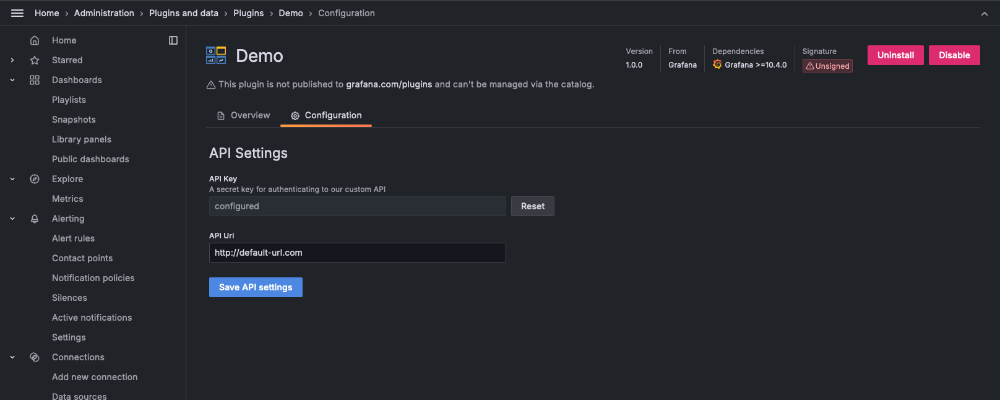 Home › Administration › Plugins and data › Plugins › Demo › Configuration
Home
Starred
Dashboards
Playlists
Snapshots
Library panels
Public dashboards
Explore
Metrics
Alerting
Alert rules
Contact points
Notification policies
Silences
Active notifications
Settings
Connections
Add new connection
Data sources
Demo
Version
1.0.0
From
Grafana
Dependencies
Grafana >=10.4.0
Signature
Unsigned
Uninstall
Disable
This plugin is not published to grafana.com/plugins and can't be managed via the catalog.
Overview
Configuration
API Settings
API Key
A secret key for authenticating to our custom API
configured
Reset
API Url
http://default-url.com
Save API settings